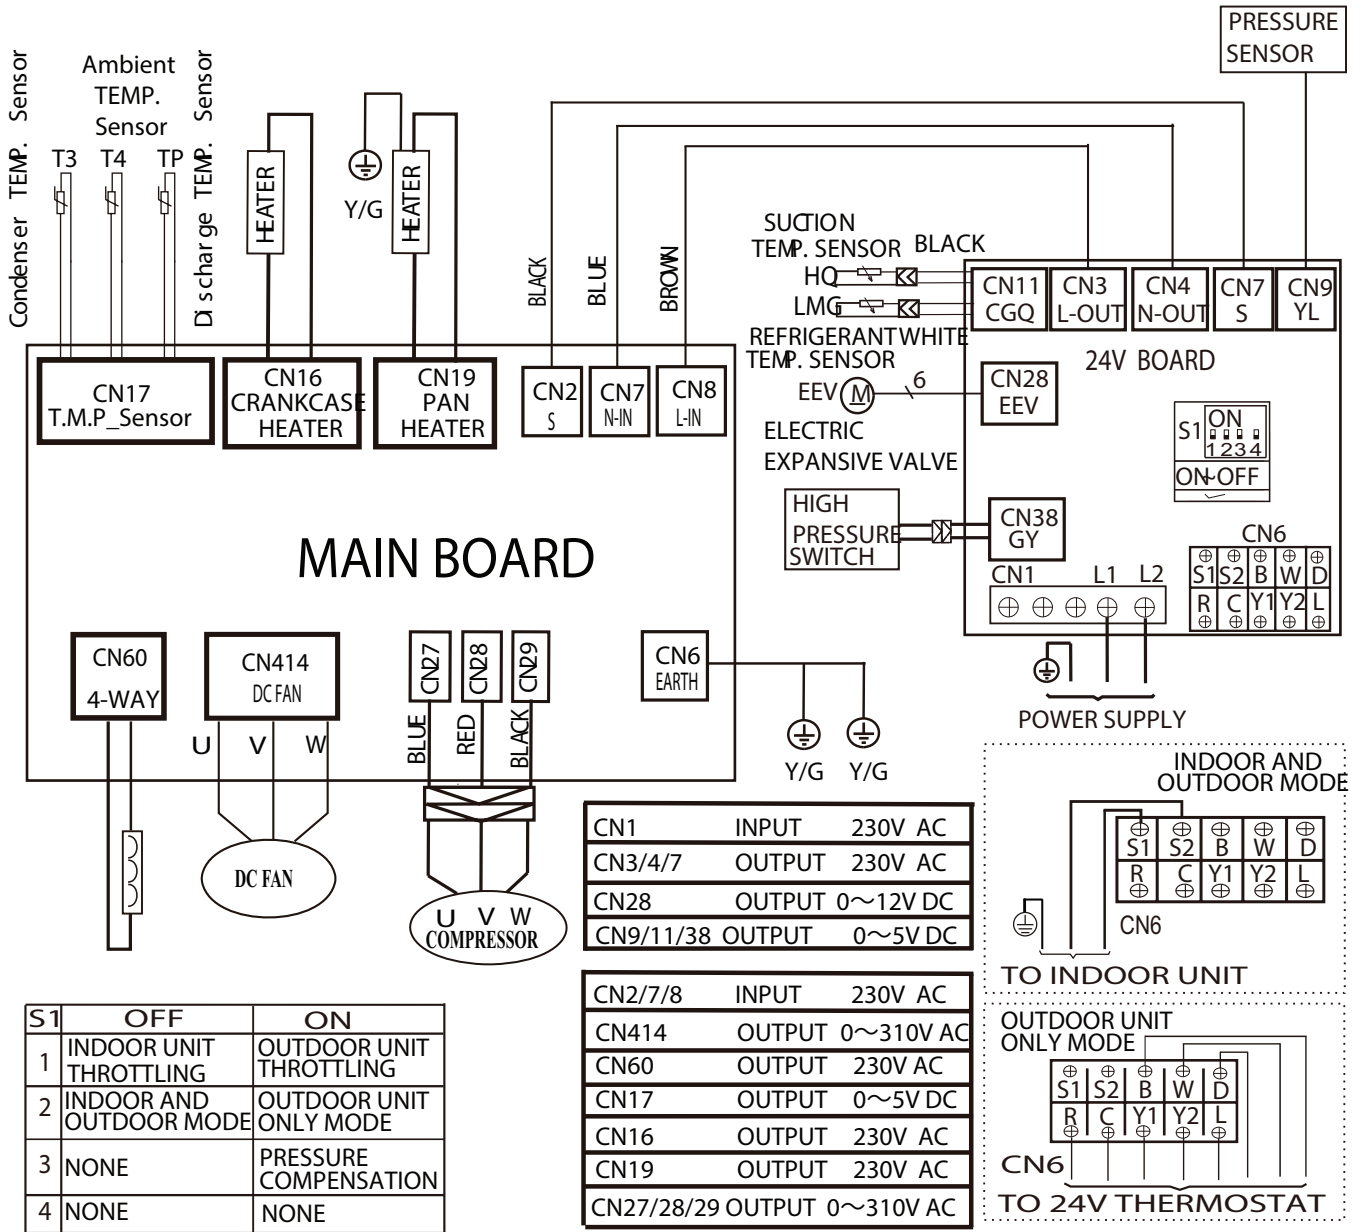 PRESSURE
SENSOR
Condenser TEMP. Sensor
Ambient
TEMP.
Sensor
Discharge TEMP. Sensor
T3
T4
TP
HEATER
Y/G
HEATER
BLACK
BLUE
BROWN
SUCTION
TEMP. SENSOR
BLACK
HQ
LMG
REFRIGERANT WHITE
TEMP. SENSOR
EEV
M
6
ELECTRIC
EXPANSIVE VALVE
HIGH
PRESSURE
SWITCH
CN11
CGQ
CN3
L-OUT
CN4
N-OUT
CN7
S
CN9
YL
24V BOARD
CN28
EEV
S1
ON
1234
ON~OFF
CN38
GY
CN6
S1 S2 B W D
R C Y1 Y2 L
CN1
L1
L2
POWER SUPPLY
CN17
T.M.P_Sensor
CN16
CRANKCASE
HEATER
CN19
PAN
HEATER
CN2
S
CN7
N-IN
CN8
L-IN
MAIN BOARD
CN60
4-WAY
CN414
DC FAN
CN27
CN28
CN29
CN6
EARTH
U
V
W
BLUE
RED
BLACK
Y/G
Y/G
DC FAN
U V W
COMPRESSOR
INDOOR AND
OUTDOOR MODE
S1 S2 B W D
R C Y1 Y2 L
CN6
TO INDOOR UNIT
CN1 INPUT 230V AC
CN3/4/7 OUTPUT 230V AC
CN28 OUTPUT 0～12V DC
CN9/11/38 OUTPUT 0～5V DC
CN2/7/8 INPUT 230V AC
CN414 OUTPUT 0～310V AC
CN60 OUTPUT 230V AC
CN17 OUTPUT 0～5V DC
CN16 OUTPUT 230V AC
CN19 OUTPUT 230V AC
CN27/28/29 OUTPUT 0～310V AC
OUTDOOR UNIT
ONLY MODE
S1 S2 B W D
R C Y1 Y2 L
CN6
TO 24V THERMOSTAT
S1 OFF ON
1 INDOOR UNIT THROTTLING OUTDOOR UNIT THROTTLING
2 INDOOR AND OUTDOOR MODE OUTDOOR UNIT ONLY MODE
3 NONE PRESSURE COMPENSATION
4 NONE NONE